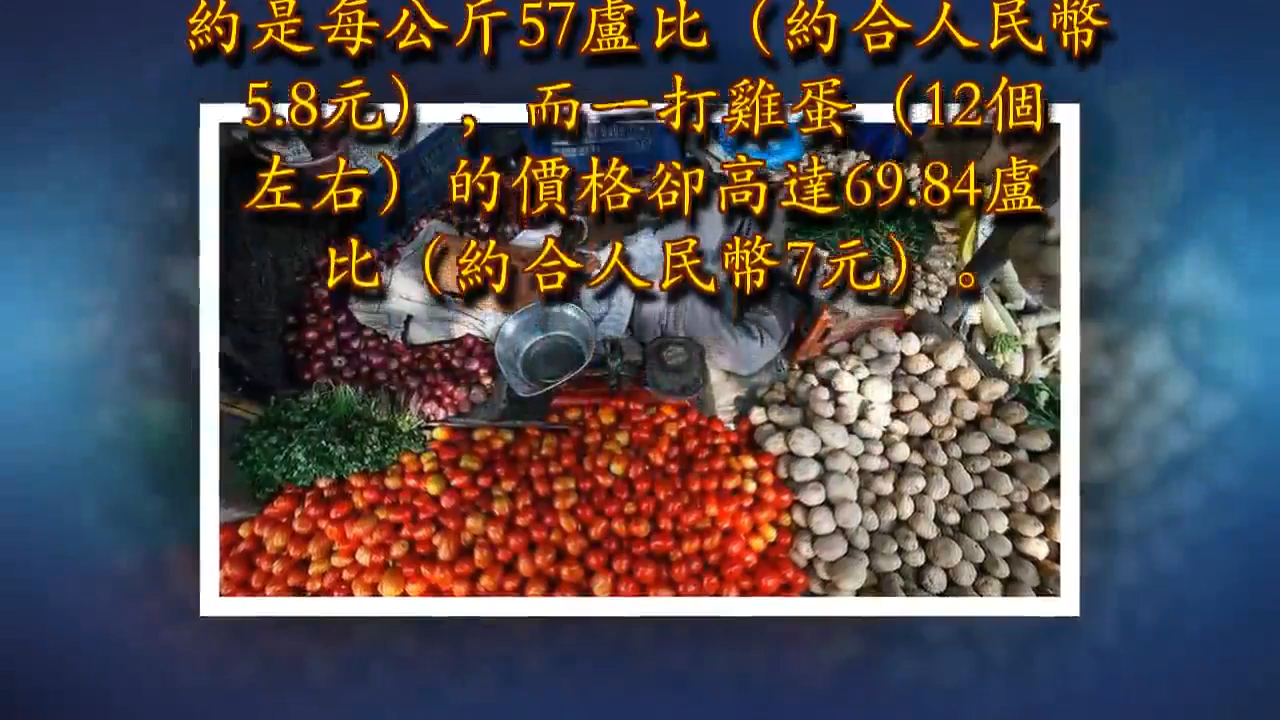 約是每公斤57盧比（約合人民幣
5.8元），而一打雞蛋（12個
左右）的價格卻高達69.84盧
比（約合人民幣7元）。